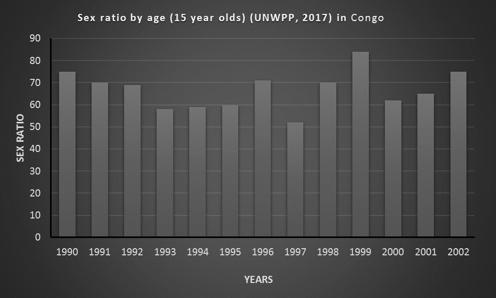 Sex ratio by age (15 year olds) (UNWPP, 2017) in Congo
90
80
70
60
50
40
30
20
10
0
SEX RATIO
1990 1991 1992 1993 1994 1995 1996 1997 1998 1999 2000 2001 2002
YEARS